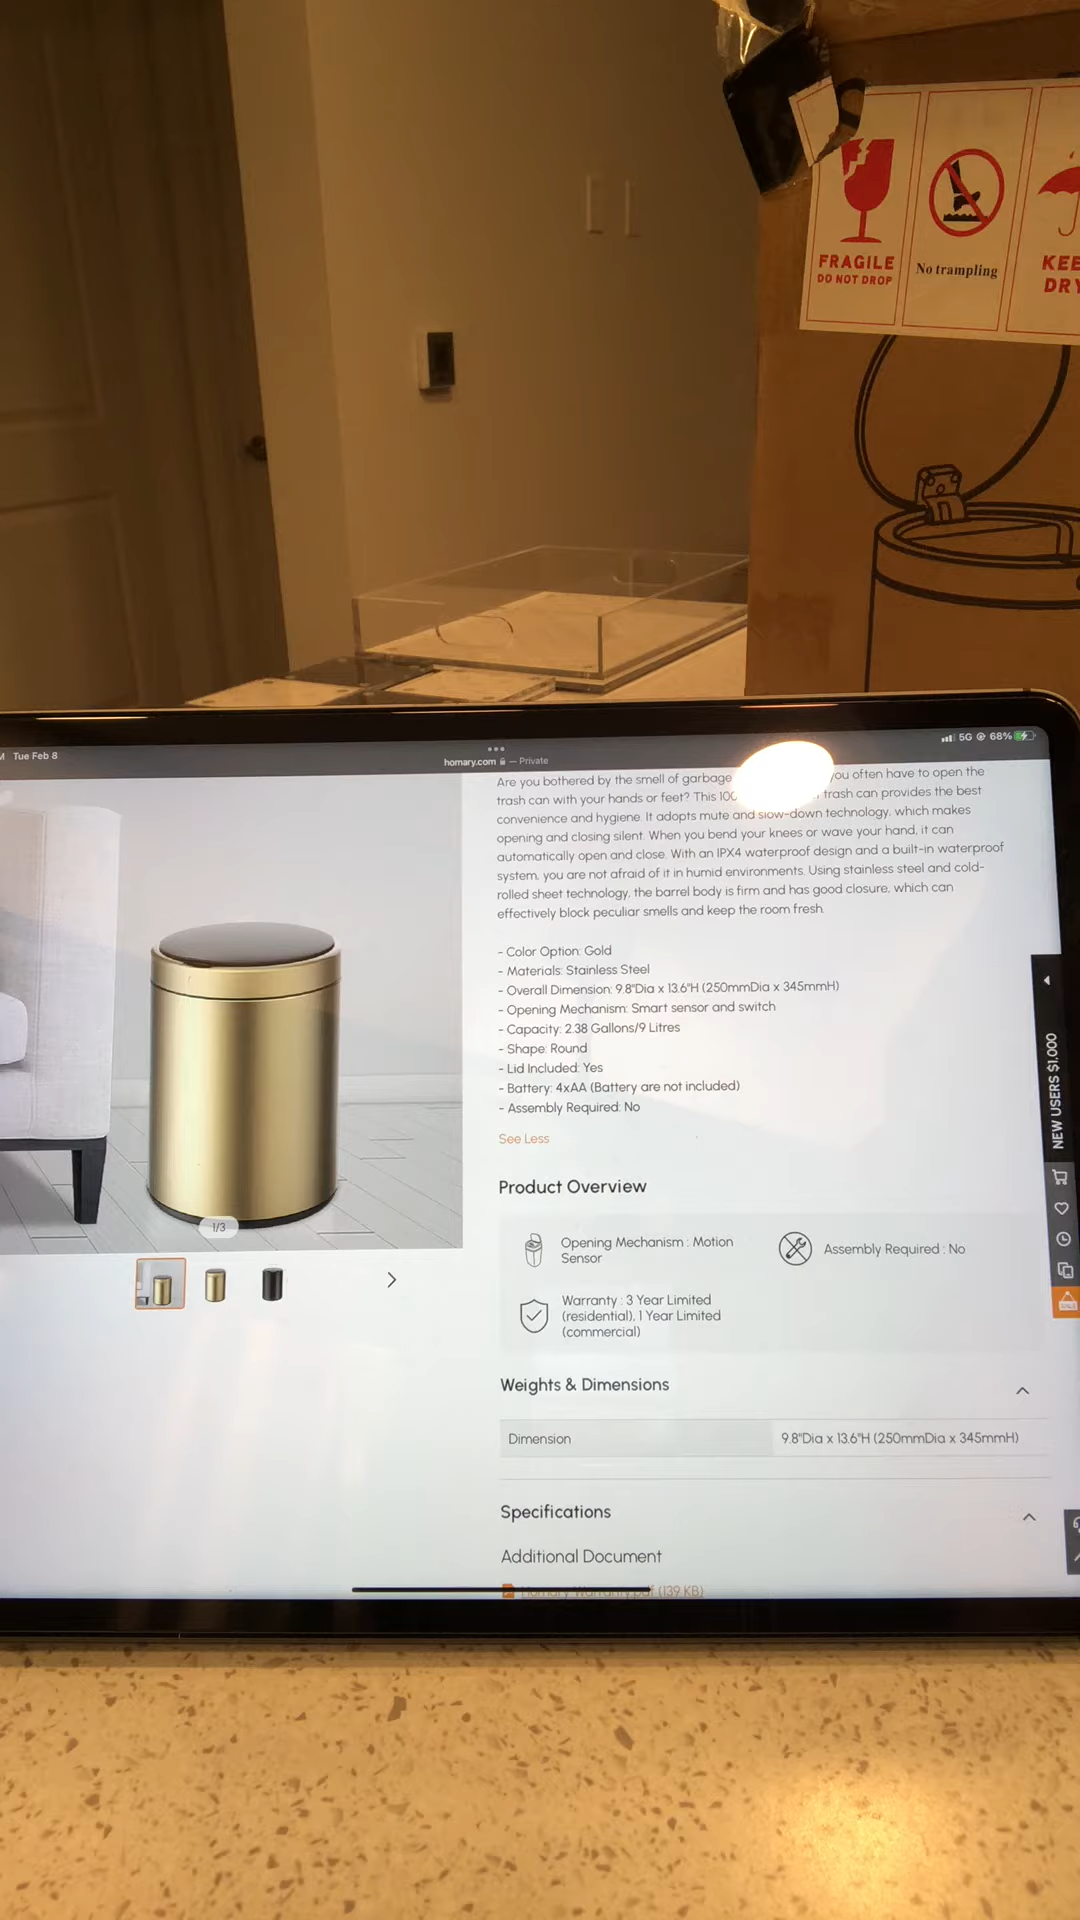 FRAGILE
DO NOT DROP
No trampling
KEE
DRY
Tue Feb 8
homary.com — Private
5G 68%
Are you bothered by the smell of garbage you often have to open the
trash can with your hands or feet? This trash can provides the best
convenience and hygiene. It adopts mute and slow-down technology, which makes
opening and closing silent. When you bend your knees or wave your hand, it can
automatically open and close. With an IPX4 waterproof design and a built-in waterproof
system, you are not afraid of it in humid environments. Using stainless steel and cold-
rolled sheet technology, the barrel body is firm and has good closure, which can
effectively block peculiar smells and keep the room fresh.
- Color Option: Gold
- Materials: Stainless Steel
- Overall Dimension: 9.8"Dia x 13.6"H (250mmDia x 345mmH)
- Opening Mechanism: Smart sensor and switch
- Capacity: 2.38 Gallons/9 Litres
- Shape: Round
- Lid Included: Yes
- Battery: 4xAA (Battery are not included)
- Assembly Required: No
See Less
Product Overview
Opening Mechanism : Motion
Sensor
Assembly Required : No
Warranty : 3 Year Limited
(residential), 1 Year Limited
(commercial)
Weights & Dimensions
Dimension
9.8"Dia x 13.6"H (250mmDia x 345mmH)
Specifications
Additional Document
Homary Warranty.pdf (139 KB)
1/3
NEW USERS $1,000